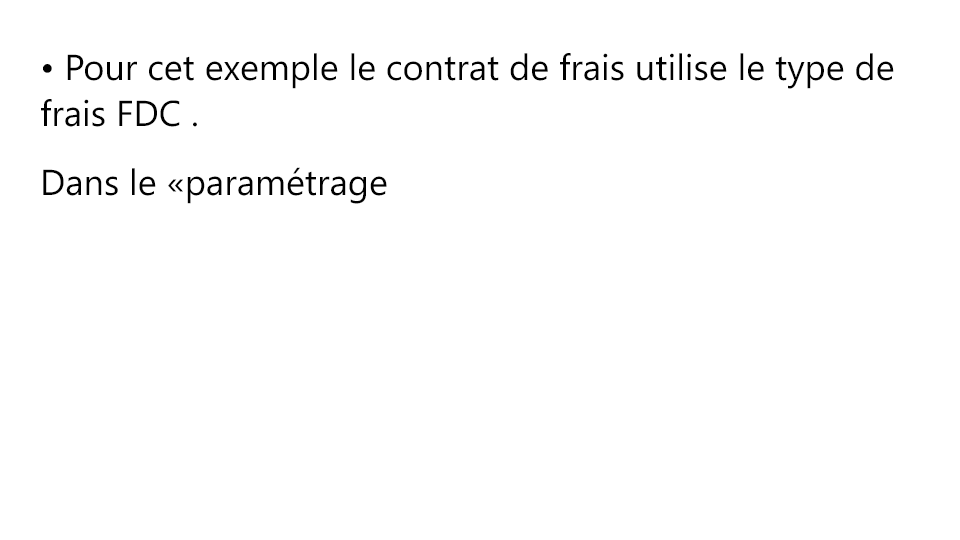 • Pour cet exemple le contrat de frais utilise le type de
frais FDC .
Dans le «paramétrage